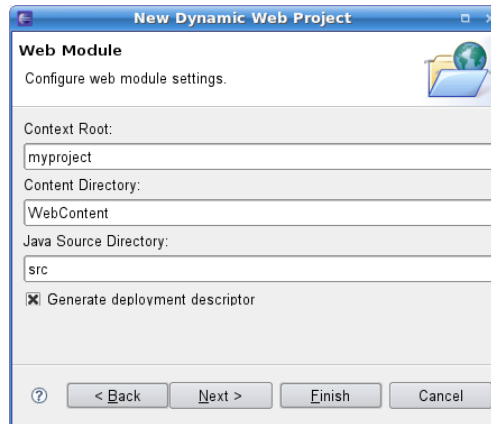 New Dynamic Web Project
Web Module
Configure web module settings.
Context Root:
myproject
Content Directory:
WebContent
Java Source Directory:
src
Generate deployment descriptor
? < Back Next > Finish Cancel